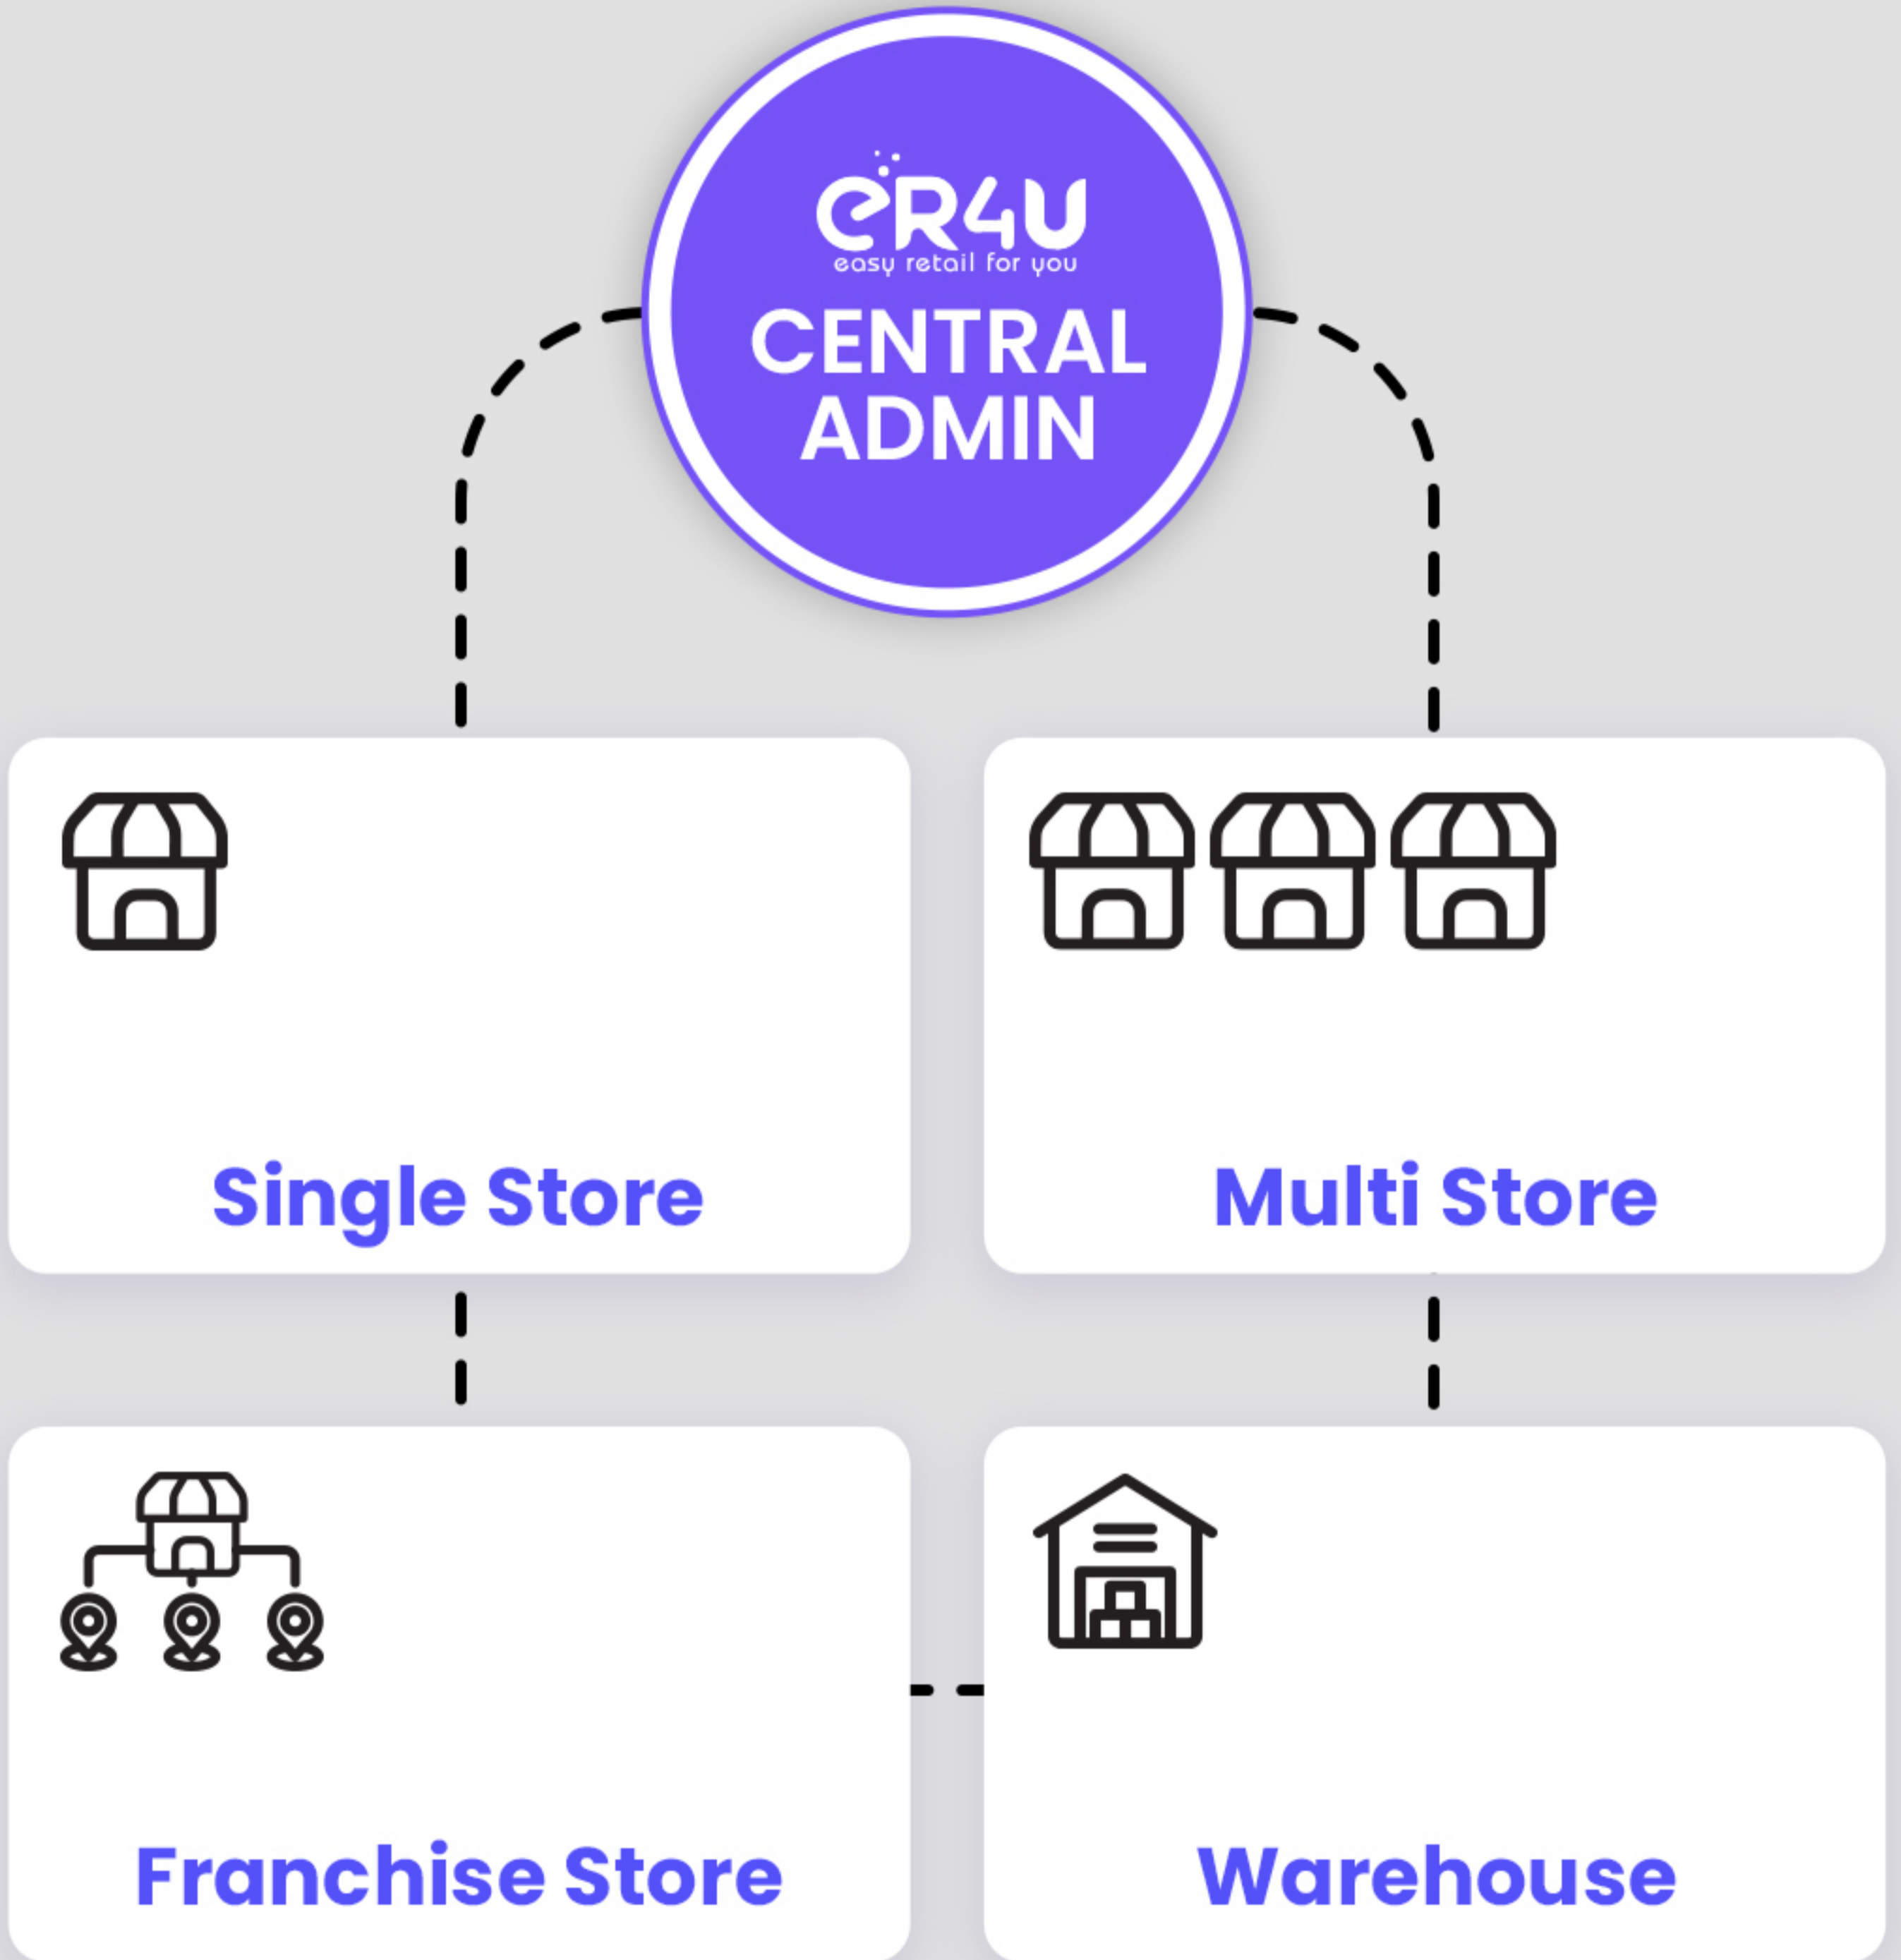 eR4U
easy retail for you
CENTRAL
ADMIN
Single Store
Multi Store
Franchise Store
Warehouse